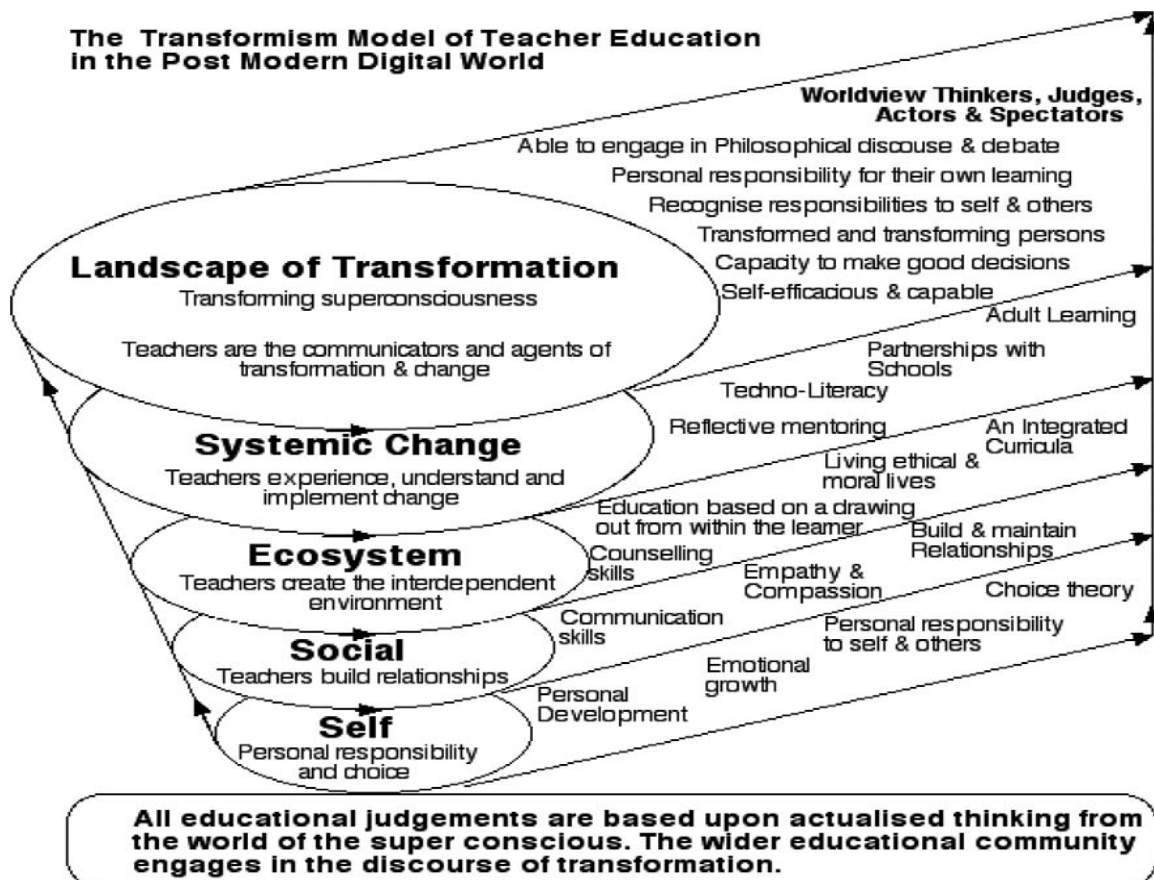 The Transformism Model of Teacher Education
in the Post Modern Digital World
Worldview Thinkers, Judges,
Actors & Spectators
Able to engage in Philosophical discouse & debate
Personal responsibility for their own learning
Recognise responsibilities to self & others
Transformed and transforming persons
Capacity to make good decisions
Self-efficacious & capable
Landscape of Transformation
Transforming superconsciousness
Teachers are the communicators and agents of
transformation & change
Adult Learning
Partnerships with
Schools
Techno-Literacy
Reflective mentoring
Systemic Change
Teachers experience, understand and
implement change
An Integrated
Curricula
Living ethical &
moral lives
Education based on a drawing
out from within the learner
Ecosystem
Teachers create the interdependent
environment
Build & maintain
Relationships
Counselling
skills
Empathy &
Compassion
Communication
skills
Social
Teachers build relationships
Choice theory
Personal responsibility
to self & others
Emotional
growth
Personal
Development
Self
Personal responsibility
and choice
All educational judgements are based upon actualised thinking from
the world of the super conscious. The wider educational community
engages in the discourse of transformation.